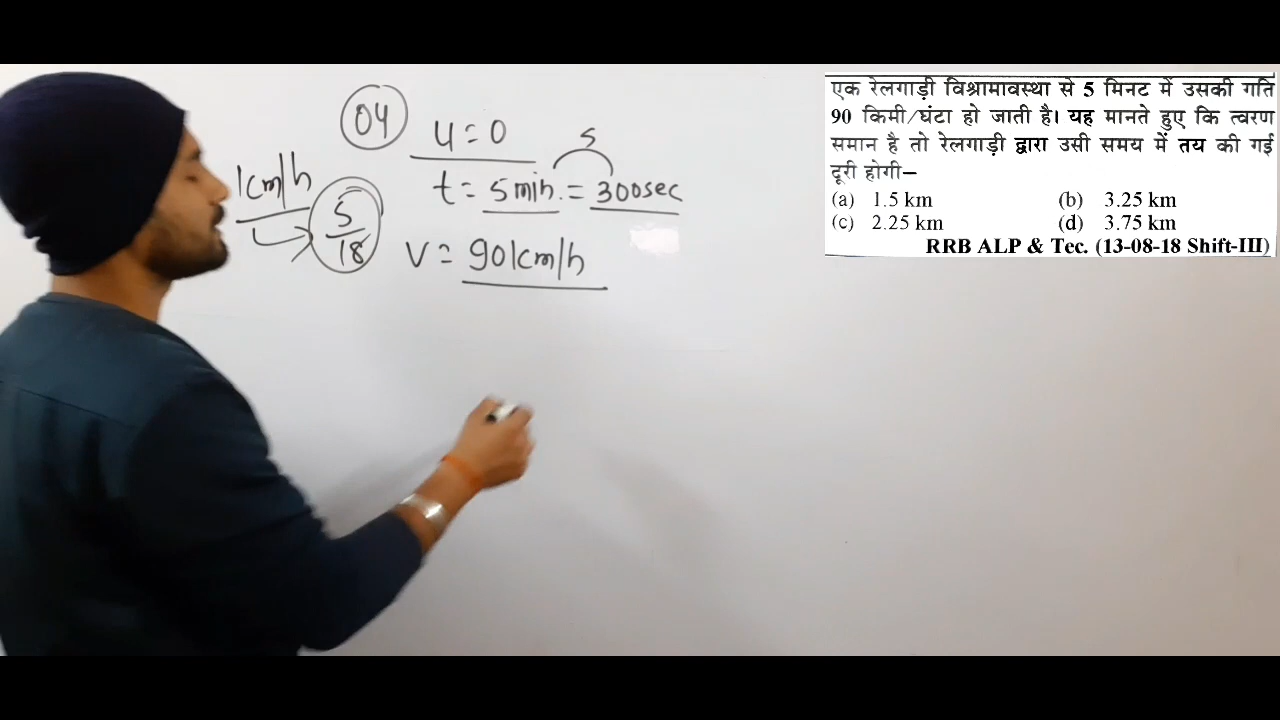 04
u = 0
t = 5 min. = 300 sec
S
km/h
5/18
v = 90 km/h
एक रेलगाड़ी विश्रामावस्था से 5 मिनट में उसकी गति
90 किमी/घंटा हो जाती है। यह मानते हुए कि त्वरण
समान है तो रेलगाड़ी द्वारा उसी समय में तय की गई
दूरी होगी–
(a) 1.5 km (b) 3.25 km
(c) 2.25 km (d) 3.75 km
RRB ALP & Tec. (13-08-18 Shift-III)